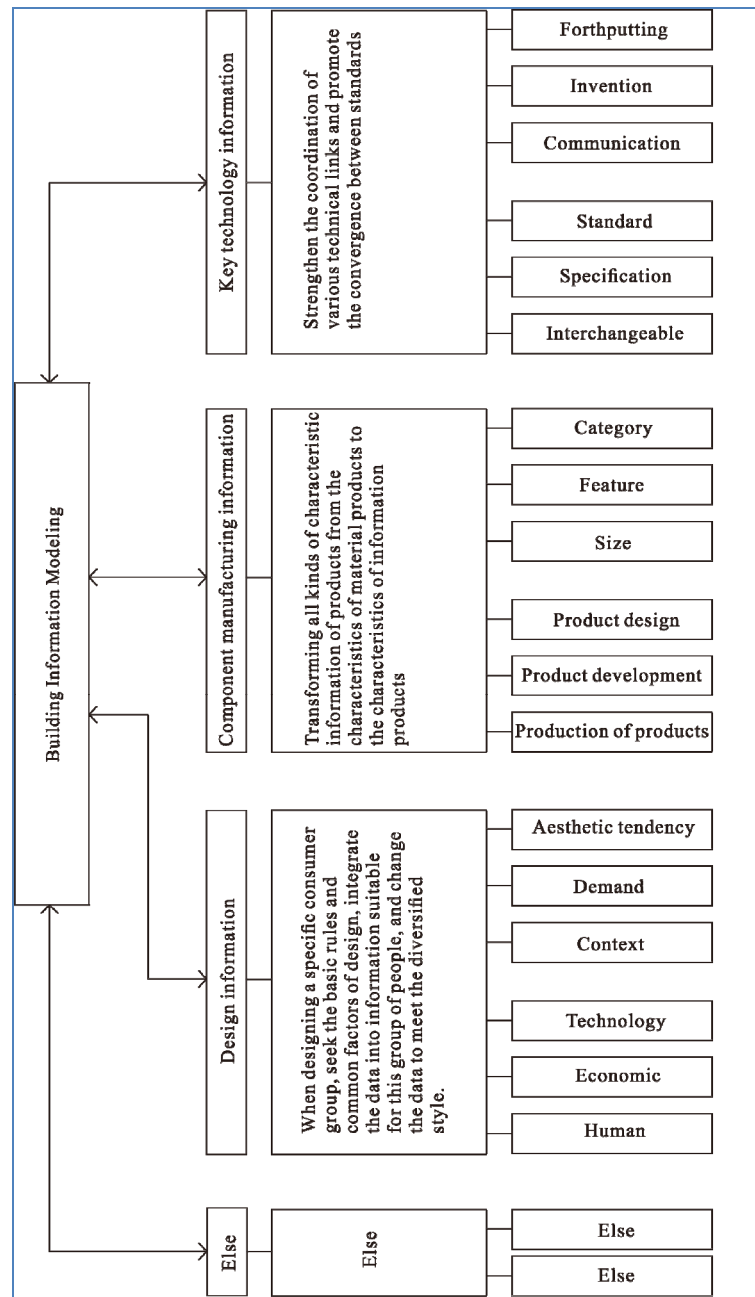 Building Information Modeling
Key technology information
Strengthen the coordination of
various technical links and promote
the convergence between standards
Forthputting
Invention
Communication
Standard
Specification
Interchangeable
Component manufacturing information
Transforming all kinds of characteristic
information of products from the
characteristics of material products to
the characteristics of information
products
Category
Feature
Size
Product design
Product development
Production of products
Design information
When designing a specific consumer
group, seek the basic rules and
common factors of design, integrate
the data into information suitable
for this group of people, and change
the data to meet the diversified
style.
Aesthetic tendency
Demand
Context
Technology
Economic
Human
Else
Else
Else
Else